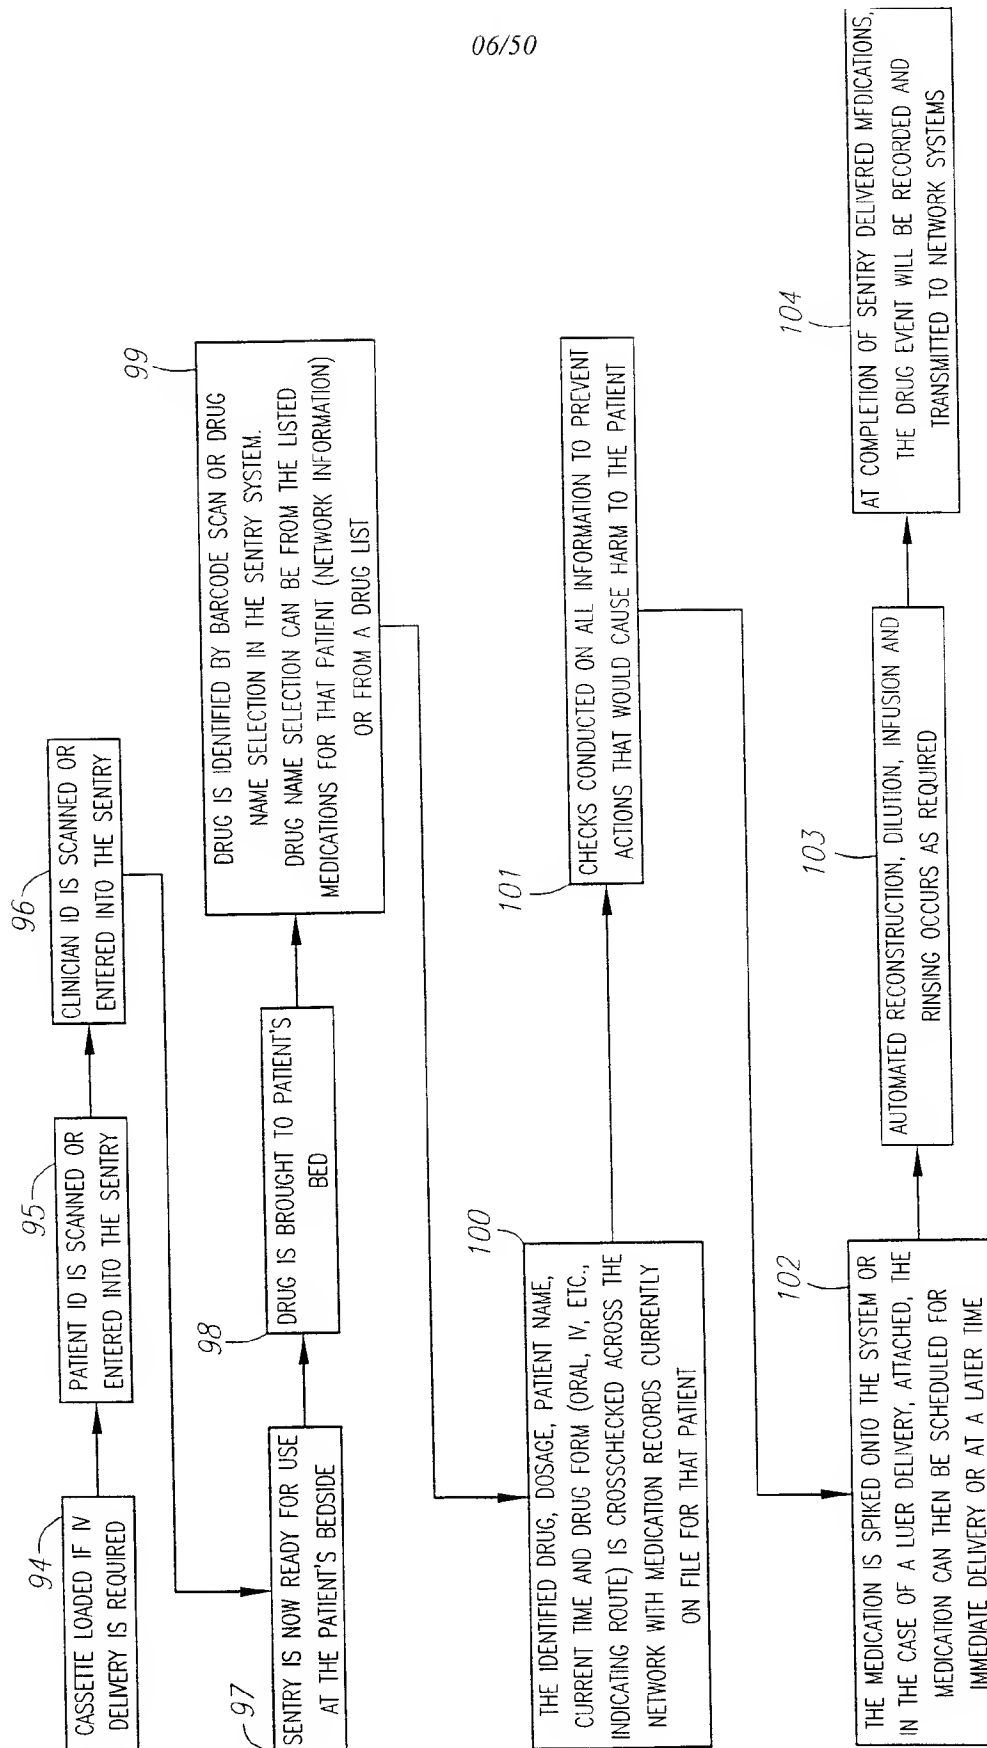 06/50
94
CASSETTE LOADED IF IV
DELIVERY IS REQUIRED
95
PATIENT ID IS SCANNED OR
ENTERED INTO THE SENTRY
96
CLINICIAN ID IS SCANNED OR
ENTERED INTO THE SENTRY
97
SENTRY IS NOW READY FOR USE
AT THE PATIENT'S BEDSIDE
98
DRUG IS BROUGHT TO PATIENT'S
BED
99
DRUG IS IDENTIFIED BY BARCODE SCAN OR DRUG
NAME SELECTION IN THE SENTRY SYSTEM.
DRUG NAME SELECTION CAN BE FROM THE LISTED
MEDICATIONS FOR THAT PATIENT (NETWORK INFORMATION)
OR FROM A DRUG LIST
100
THE IDENTIFIED DRUG, DOSAGE, PATIENT NAME,
CURRENT TIME AND DRUG FORM (ORAL, IV, ETC.,
INDICATING ROUTE) IS CROSSCHECKED ACROSS THE
NETWORK WITH MEDICATION RECORDS CURRENTLY
ON FILE FOR THAT PATIENT
101
CHECKS CONDUCTED ON ALL INFORMATION TO PREVENT
ACTIONS THAT WOULD CAUSE HARM TO THE PATIENT
102
THE MEDICATION IS SPIKED ONTO THE SYSTEM OR
IN THE CASE OF A LUER DELIVERY, ATTACHED, THE
MEDICATION CAN THEN BE SCHEDULED FOR
IMMEDIATE DELIVERY OR AT A LATER TIME
103
AUTOMATED RECONSTRUCTION, DILUTION, INFUSION AND
RINSING OCCURS AS REQUIRED
104
AT COMPLETION OF SENTRY DELIVERED MEDICATIONS,
THE DRUG EVENT WILL BE RECORDED AND
TRANSMITTED TO NETWORK SYSTEMS